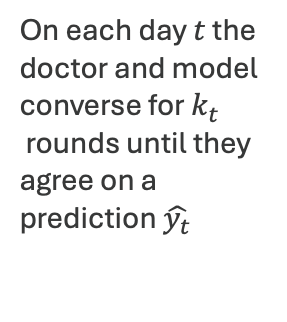 On each day t the
doctor and model
converse for kₜ
rounds until they
agree on a
prediction ŷₜ